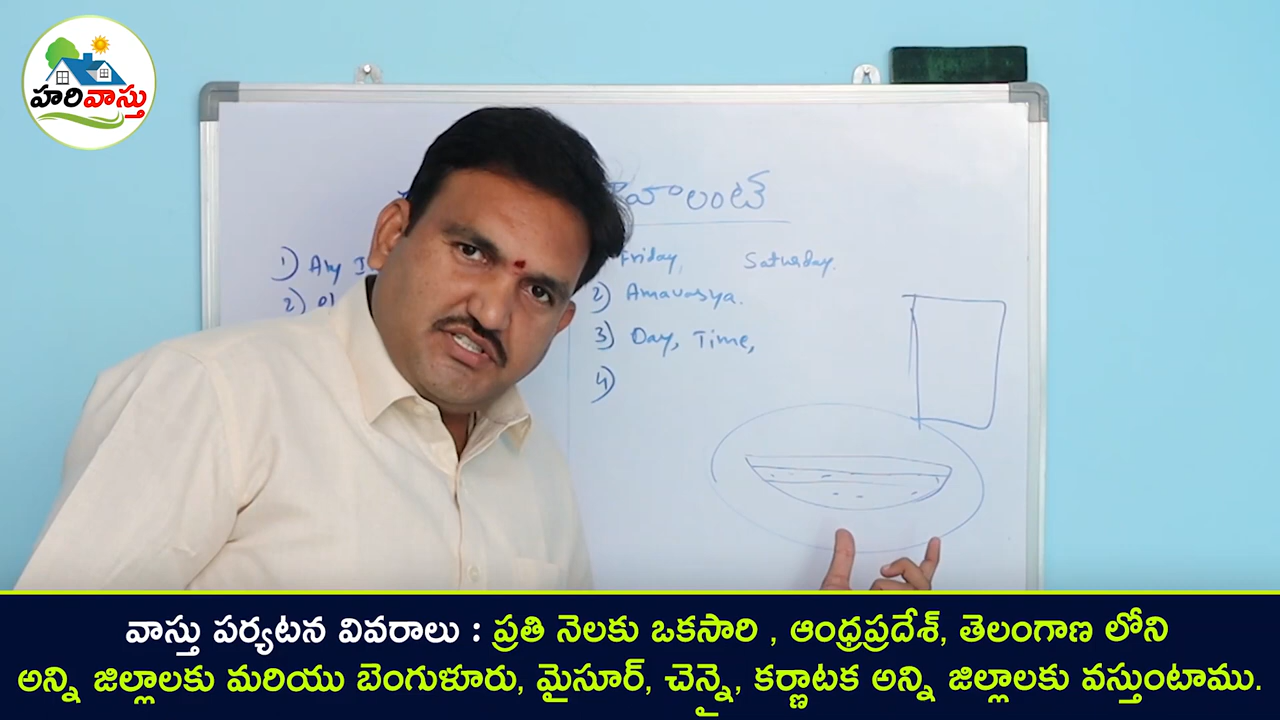 హరివాస్తు
కావాలంటే
1) Any
Friday, Saturday.
2)
2) Amavasya.
3) Day, Time,
4)
వాస్తు పర్యటన వివరాలు : ప్రతి నెలకు ఒకసారి , ఆంధ్రప్రదేశ్, తెలంగాణ లోని
అన్ని జిల్లాలకు మరియు బెంగుళూరు, మైసూర్, చెన్నై, కర్ణాటక అన్ని జిల్లాలకు వస్తుంటాము.